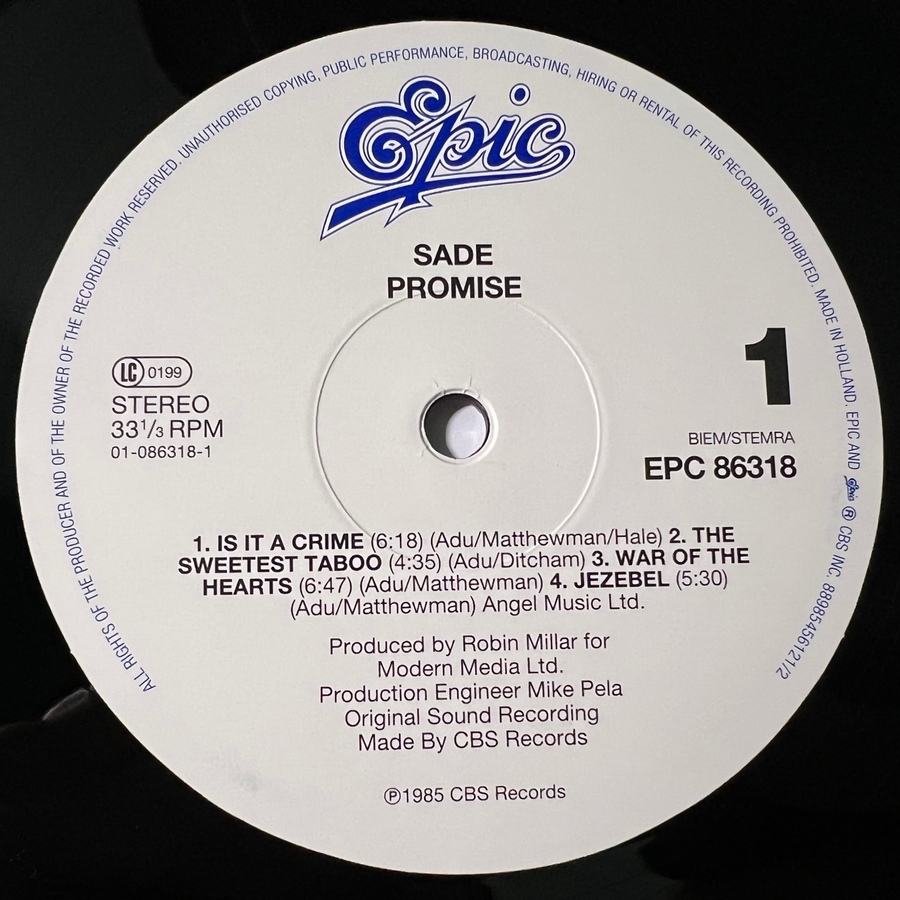 ALL RIGHTS OF THE PRODUCER AND OF THE OWNER OF THE RECORDED WORK RESERVED. UNAUTHORISED COPYING, PUBLIC PERFORMANCE, BROADCASTING, HIRING OR RENTAL OF THIS RECORDING PROHIBITED. MADE IN HOLLAND. EPIC AND Epic ® CBS INC. 88985456121/2
Epic
SADE
PROMISE
1
LC 0199
STEREO
33 1/3 RPM
01-086318-1
BIEM/STEMRA
EPC 86318
1. IS IT A CRIME (6:18) (Adu/Matthewman/Hale) 2. THE
SWEETEST TABOO (4:35) (Adu/Ditcham) 3. WAR OF THE
HEARTS (6:47) (Adu/Matthewman) 4. JEZEBEL (5:30)
(Adu/Matthewman) Angel Music Ltd.
Produced by Robin Millar for
Modern Media Ltd.
Production Engineer Mike Pela
Original Sound Recording
Made By CBS Records
℗1985 CBS Records